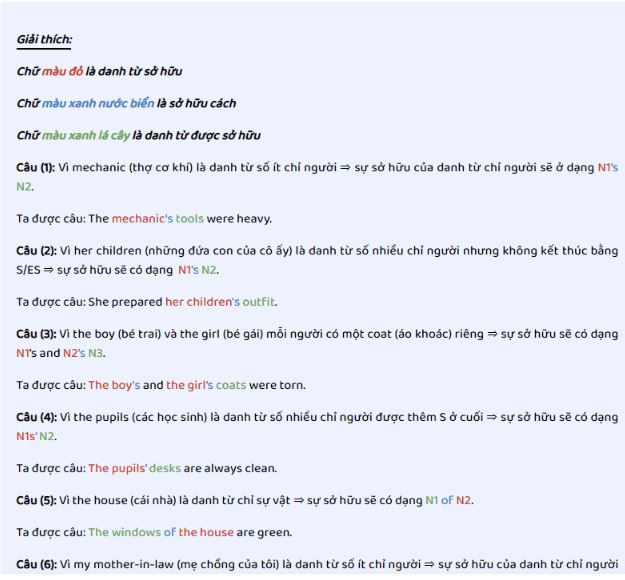 Giải thích:
Chữ màu đỏ là danh từ sở hữu
Chữ màu xanh nước biển là sở hữu cách
Chữ màu xanh lá cây là danh từ được sở hữu
Câu (1): Vì mechanic (thợ cơ khí) là danh từ số ít chỉ người ⇒ sự sở hữu của danh từ chỉ người sẽ ở dạng N1's
N2.
Ta được câu: The mechanic's tools were heavy.
Câu (2): Vì her children (những đứa con của cô ấy) là danh từ số nhiều chỉ người nhưng không kết thúc bằng
S/ES ⇒ sự sở hữu sẽ có dạng N1's N2.
Ta được câu: She prepared her children's outfit.
Câu (3): Vì the boy (bé trai) và the girl (bé gái) mỗi người có một coat (áo khoác) riêng ⇒ sự sở hữu sẽ có dạng
N1's and N2's N3.
Ta được câu: The boy's and the girl's coats were torn.
Câu (4): Vì the pupils (các học sinh) là danh từ số nhiều chỉ người được thêm S ở cuối ⇒ sự sở hữu sẽ có dạng
N1s' N2.
Ta được câu: The pupils' desks are always clean.
Câu (5): Vì the house (cái nhà) là danh từ chỉ sự vật ⇒ sự sở hữu sẽ có dạng N1 of N2.
Ta được câu: The windows of the house are green.
Câu (6): Vì my mother-in-law (mẹ chồng của tôi) là danh từ số ít chỉ người ⇒ sự sở hữu của danh từ chỉ người